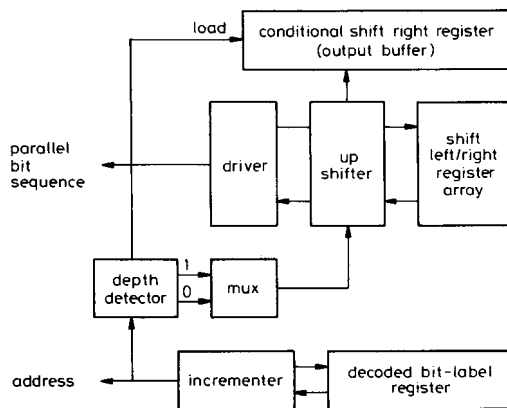 load
conditional shift right register
(output buffer)
parallel
bit
sequence
driver
up
shifter
shift
left/right
register
array
depth
detector
1
0
mux
address
incrementer
decoded bit-label
register